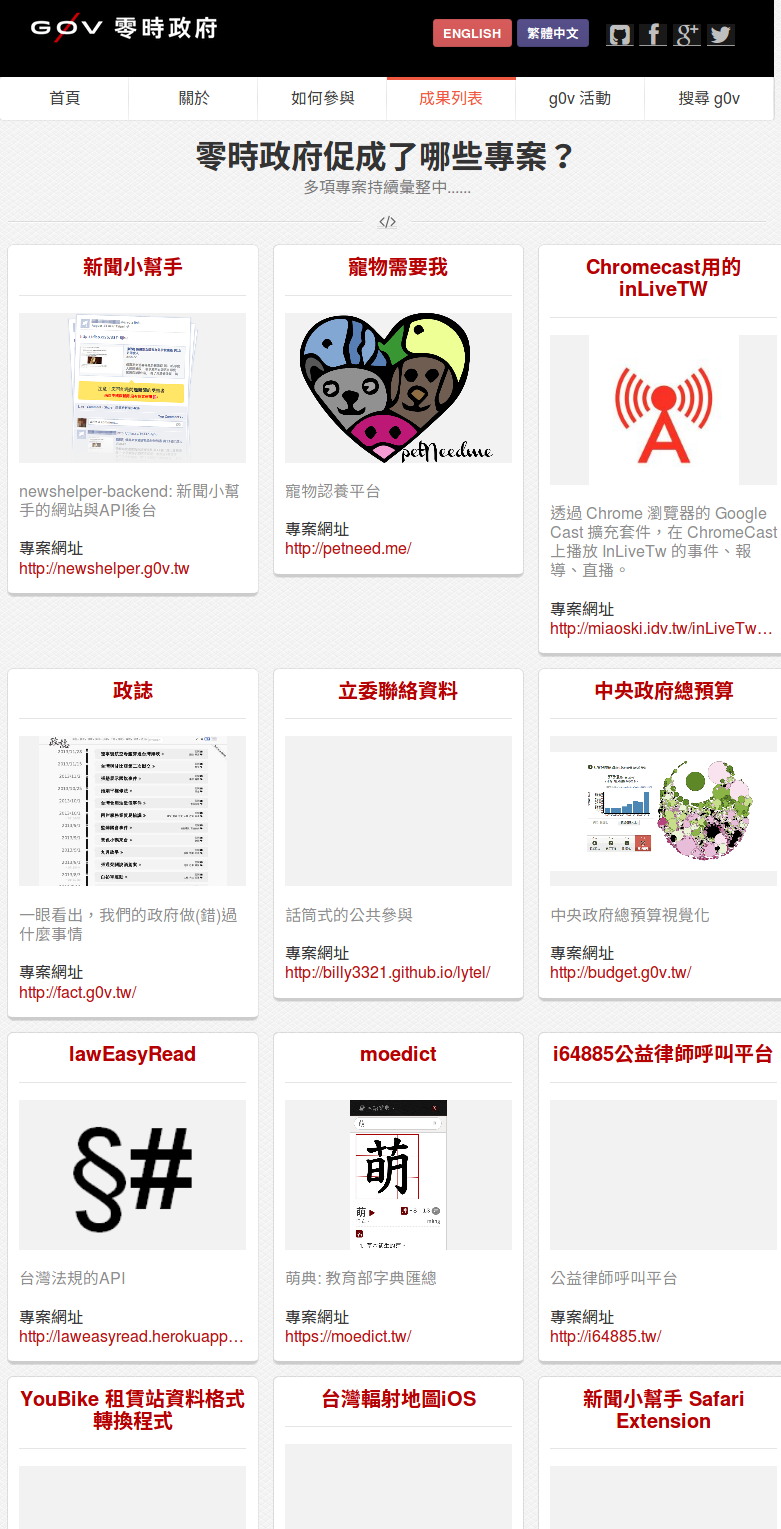 GØV 零時政府
ENGLISH 繁體中文
首頁 關於 如何參與 成果列表 g0v 活動 搜尋 g0v
零時政府促成了哪些專案？
多項專案持續彙整中......
</>
新聞小幫手
newshelper-backend: 新聞小幫
手的網站與API後台
專案網址
http://newshelper.g0v.tw
寵物需要我
petNeedme
寵物認養平台
專案網址
http://petneed.me/
Chromecast用的
inLiveTW
透過 Chrome 瀏覽器的 Google
Cast 擴充套件，在 ChromeCast
上播放 InLiveTw 的事件、報
導、直播。
專案網址
http://miaoski.idv.tw/inLiveTw…
政誌
一眼看出，我們的政府做(錯)過
什麼事情
專案網址
http://fact.g0v.tw/
立委聯絡資料
話筒式的公共參與
專案網址
http://billy3321.github.io/lytel/
中央政府總預算
中央政府總預算視覺化
專案網址
http://budget.g0v.tw/
lawEasyRead
§#
台灣法規的API
專案網址
http://laweasyread.herokuapp…
moedict
萌
萌
萌典: 教育部字典匯總
專案網址
https://moedict.tw/
i64885公益律師呼叫平台
公益律師呼叫平台
專案網址
http://i64885.tw/
YouBike 租賃站資料格式
轉換程式
台灣輻射地圖iOS
新聞小幫手 Safari
Extension